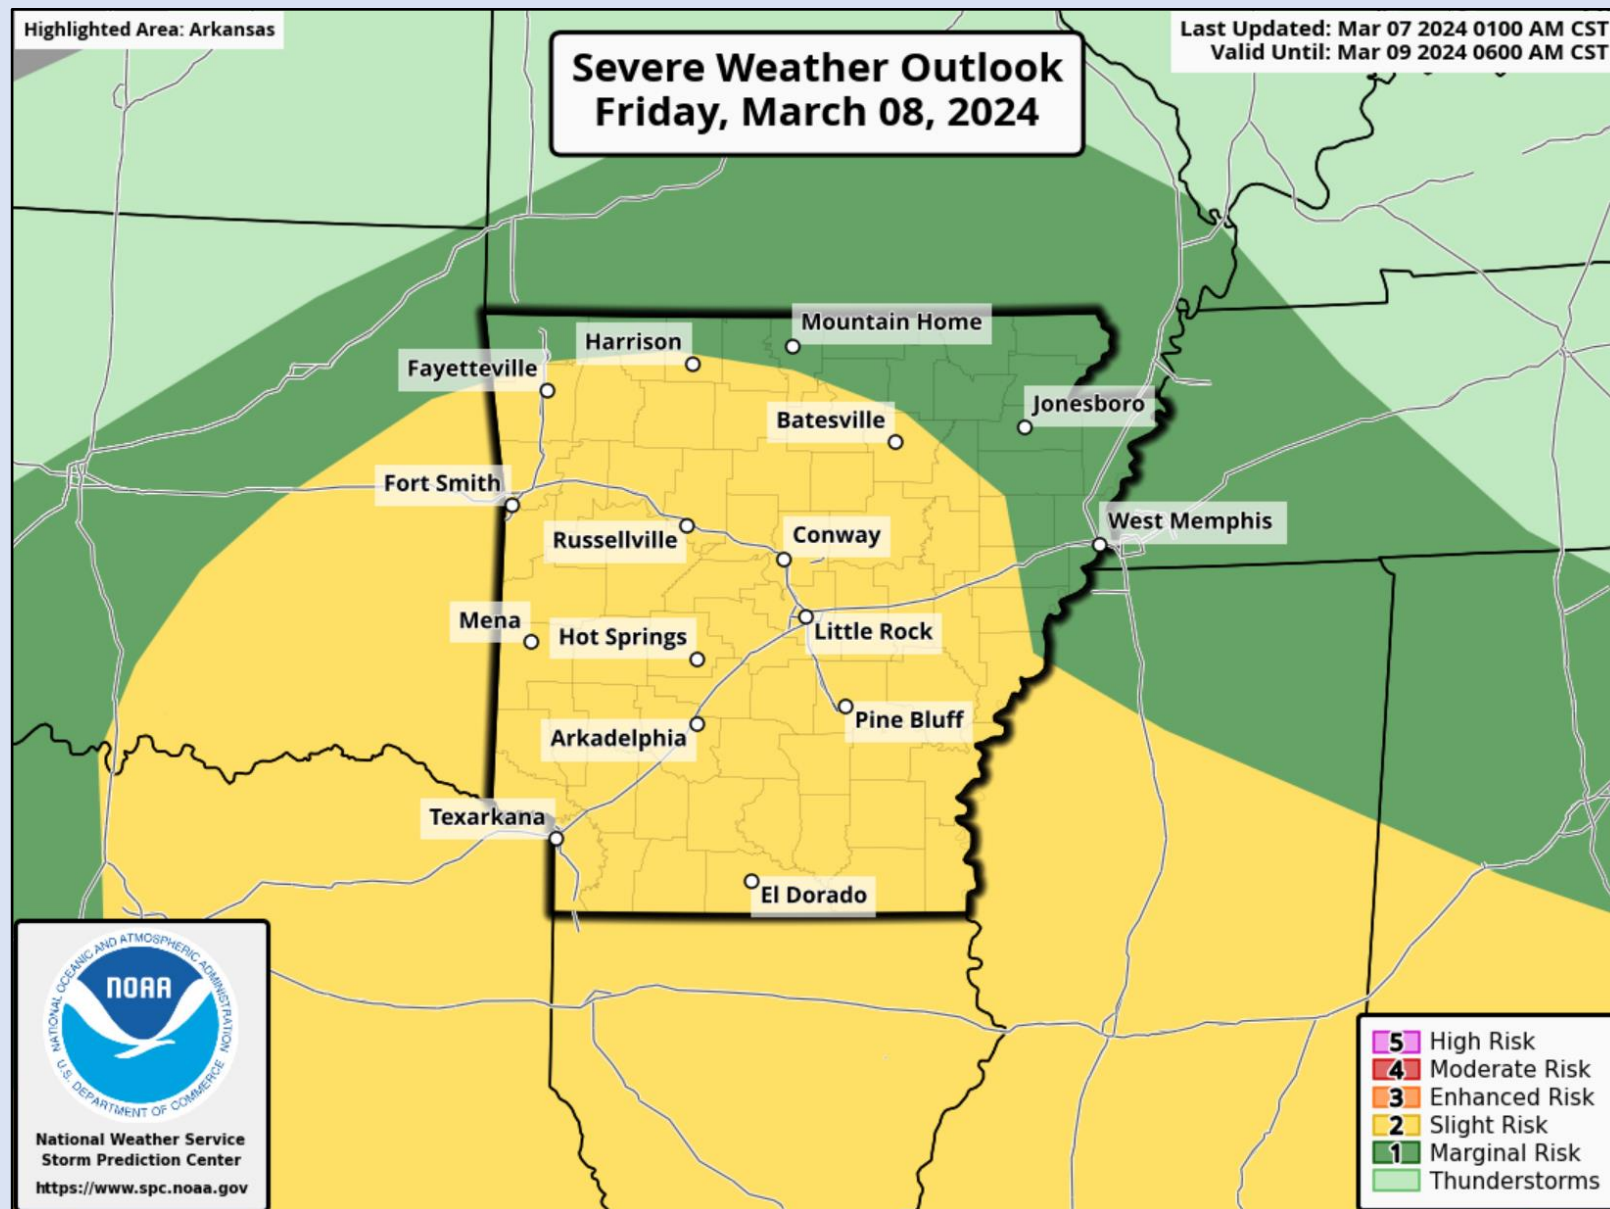 Highlighted Area: Arkansas
Severe Weather Outlook
Friday, March 08, 2024
Last Updated: Mar 07 2024 0100 AM CST
Valid Until: Mar 09 2024 0600 AM CST
Mountain Home
Harrison
Fayetteville
Jonesboro
Batesville
Fort Smith
West Memphis
Russellville
Conway
Mena
Hot Springs
Little Rock
Pine Bluff
Arkadelphia
Texarkana
El Dorado
NATIONAL OCEANIC AND ATMOSPHERIC ADMINISTRATION
NOAA
U.S. DEPARTMENT OF COMMERCE
National Weather Service
Storm Prediction Center
https://www.spc.noaa.gov
5 High Risk
4 Moderate Risk
3 Enhanced Risk
2 Slight Risk
1 Marginal Risk
Thunderstorms